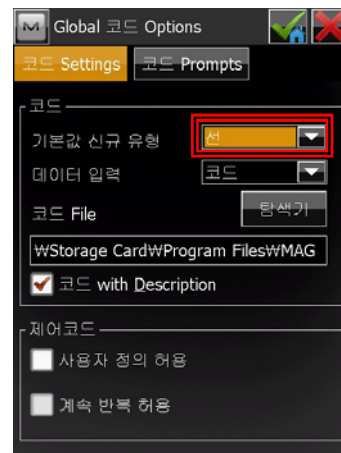 M Global 코드 Options
코드 Settings 코드 Prompts
코드
기본값 신규 유형 선
데이터 입력 코드
코드 File 탐색기
₩Storage Card₩Program Files₩MAG
코드 with Description
제어코드
사용자 정의 허용
계속 반복 허용